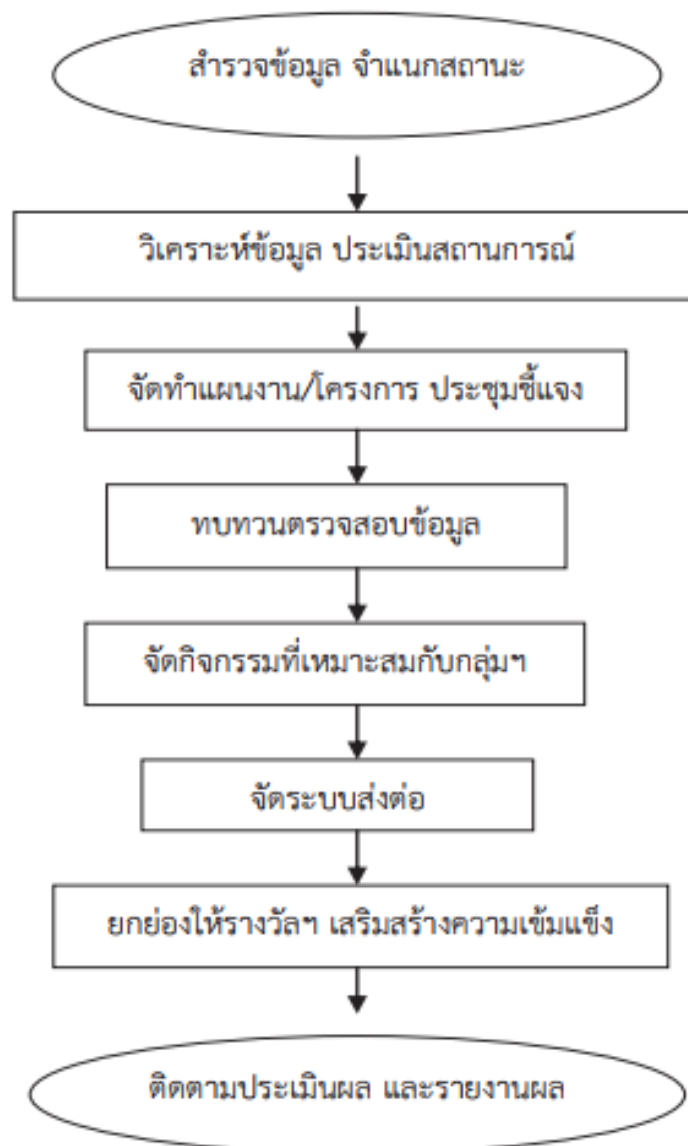 สำรวจข้อมูล จำแนกสถานะ
วิเคราะห์ข้อมูล ประเมินสถานการณ์
จัดทำแผนงาน/โครงการ ประชุมชี้แจง
ทบทวนตรวจสอบข้อมูล
จัดกิจกรรมที่เหมาะสมกับกลุ่มฯ
จัดระบบส่งต่อ
ยกย่องให้รางวัลฯ เสริมสร้างความเข้มแข็ง
ติดตามประเมินผล และรายงานผล